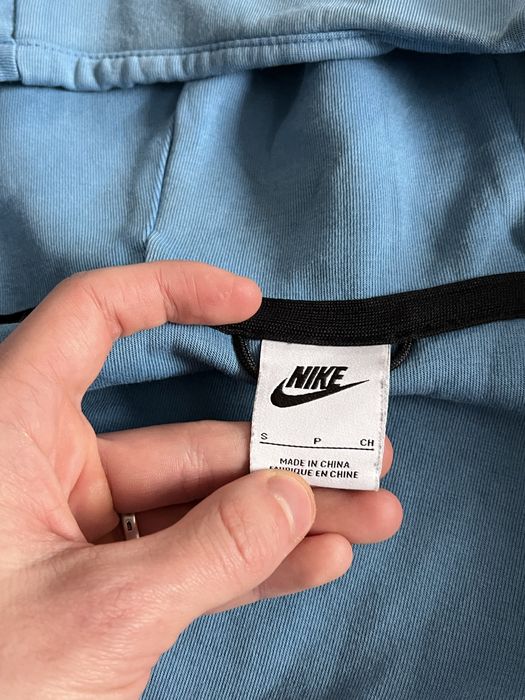 NIKE
S P CH
MADE IN CHINA
FABRIQUE EN CHINE